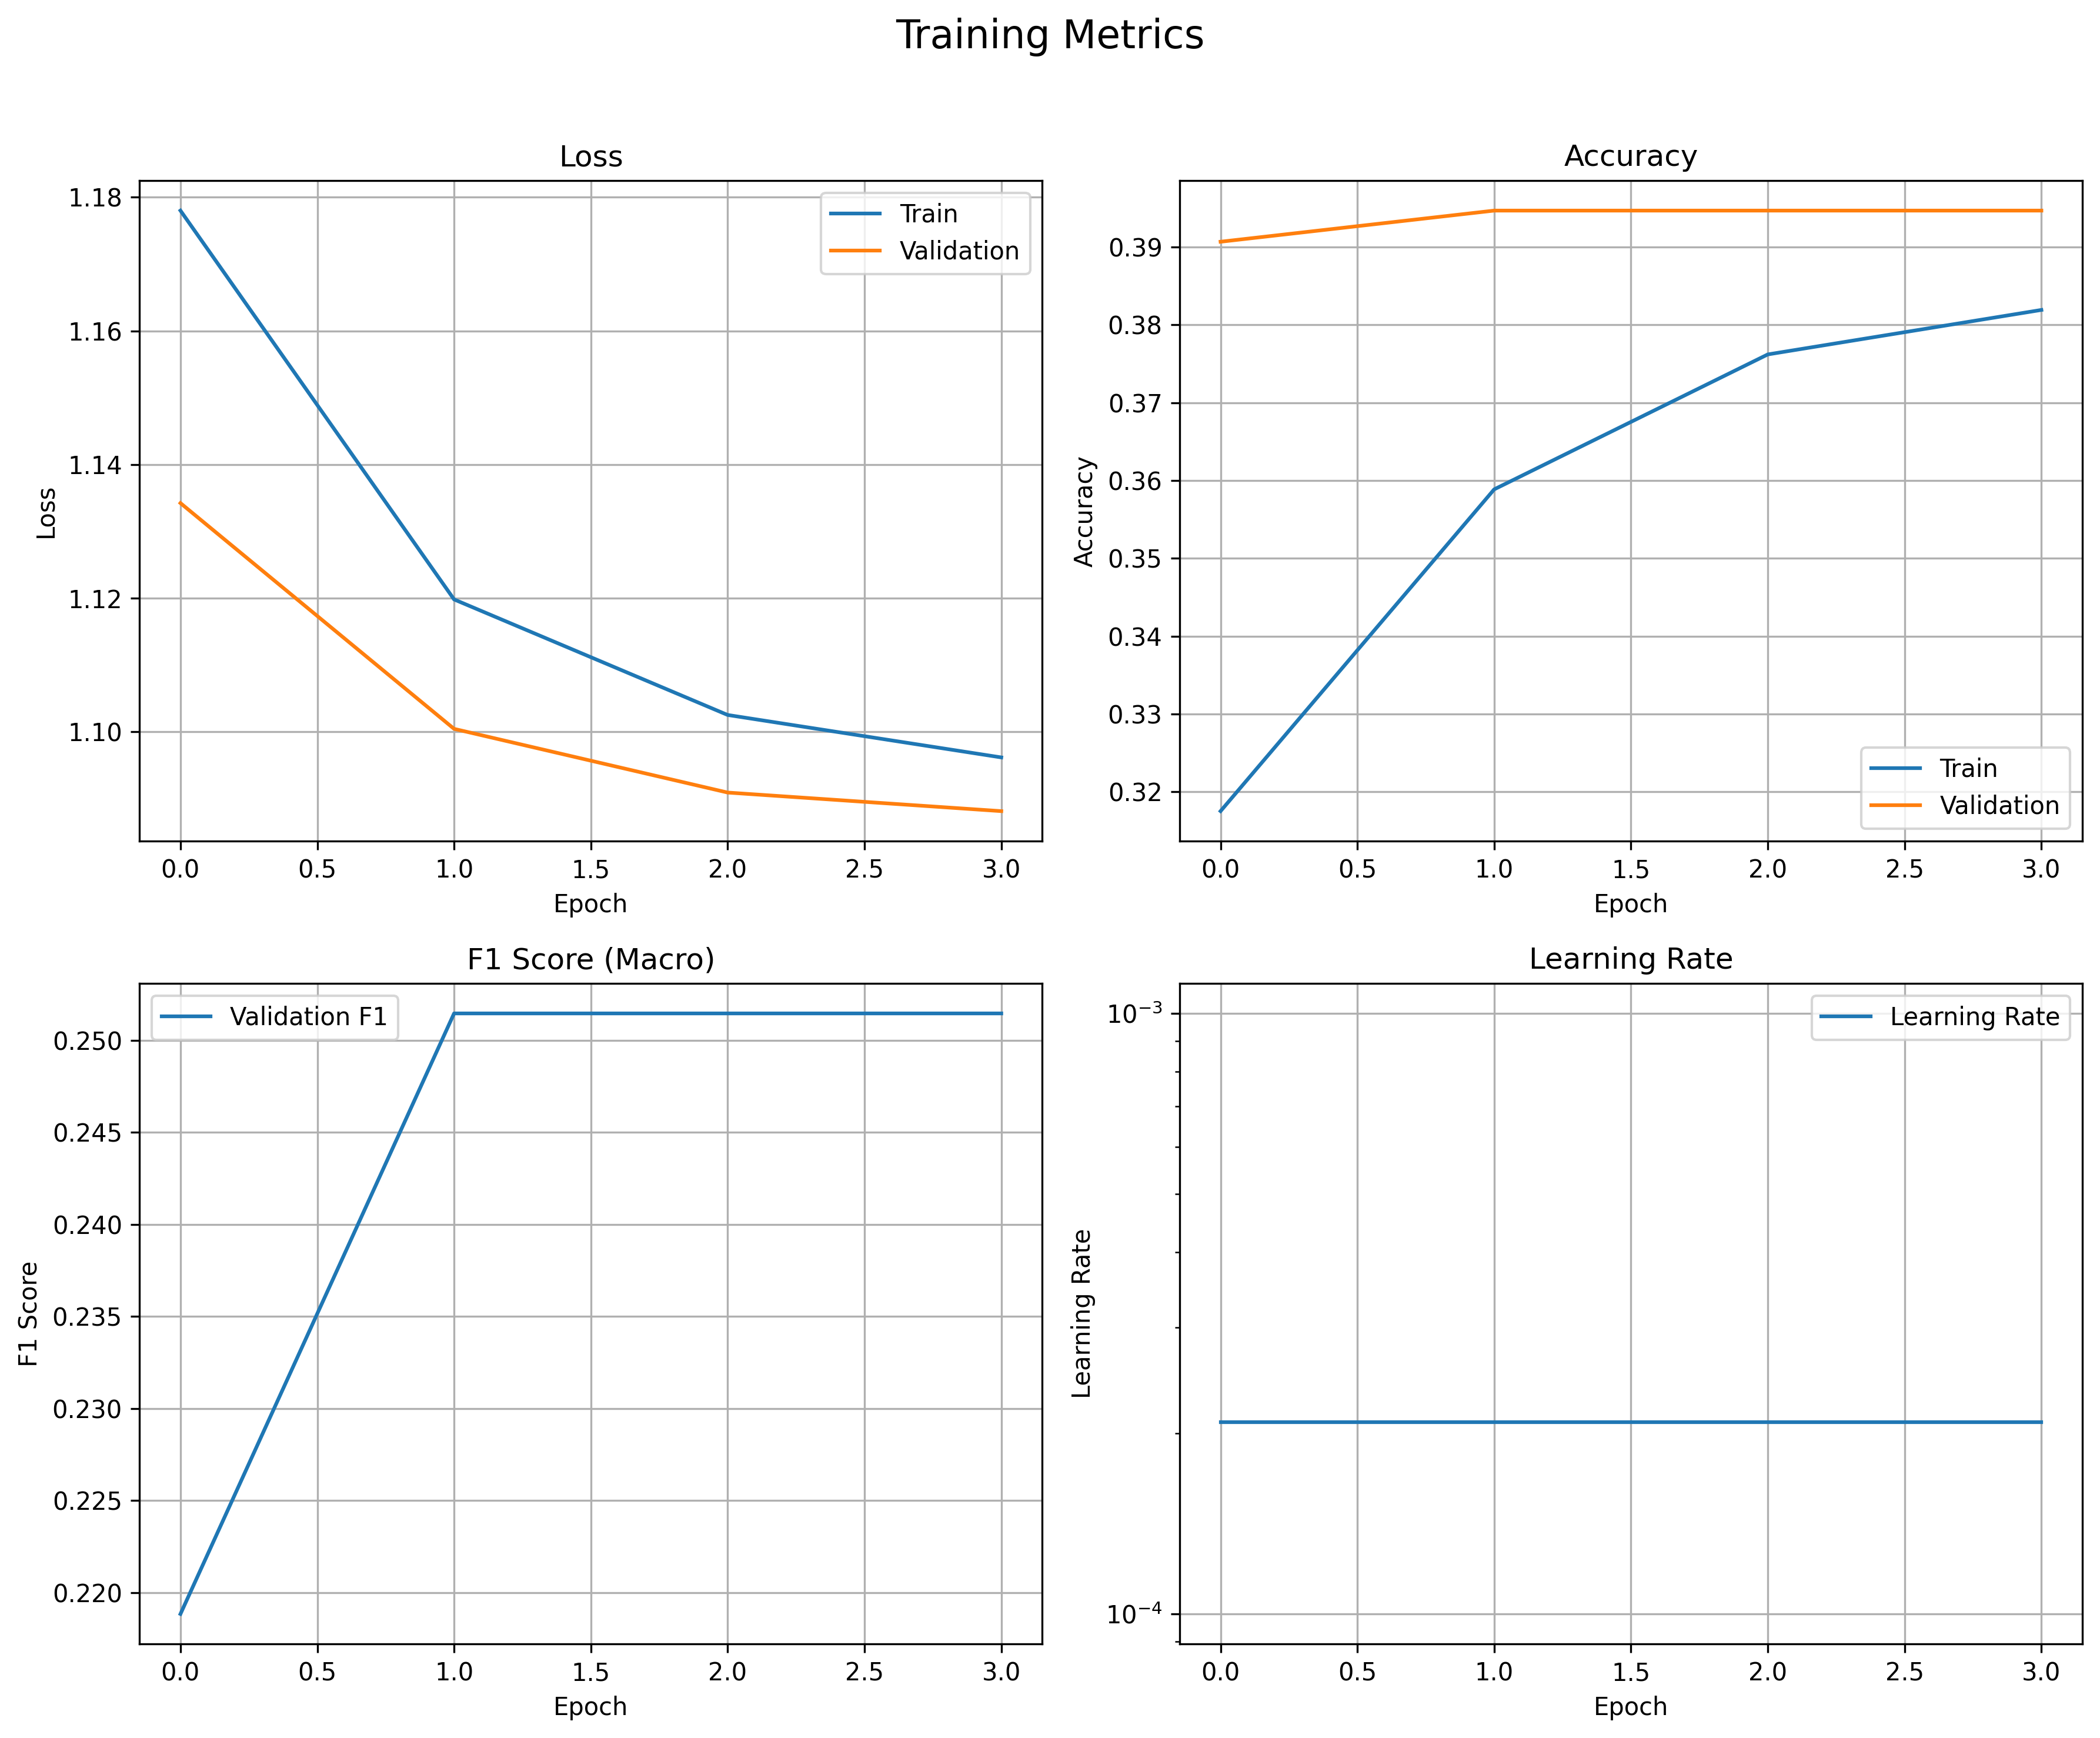 Training Metrics
Loss
1.18
1.16
1.14
1.12
1.10
Loss
Train
Validation
0.0 0.5 1.0 1.5 2.0 2.5 3.0
Epoch
Accuracy
0.39
0.38
0.37
0.36
0.35
0.34
0.33
0.32
Accuracy
Train
Validation
0.0 0.5 1.0 1.5 2.0 2.5 3.0
Epoch
F1 Score (Macro)
Validation F1
0.250
0.245
0.240
0.235
0.230
0.225
0.220
F1 Score
0.0 0.5 1.0 1.5 2.0 2.5 3.0
Epoch
Learning Rate
10⁻³
10⁻⁴
Learning Rate
Learning Rate
0.0 0.5 1.0 1.5 2.0 2.5 3.0
Epoch